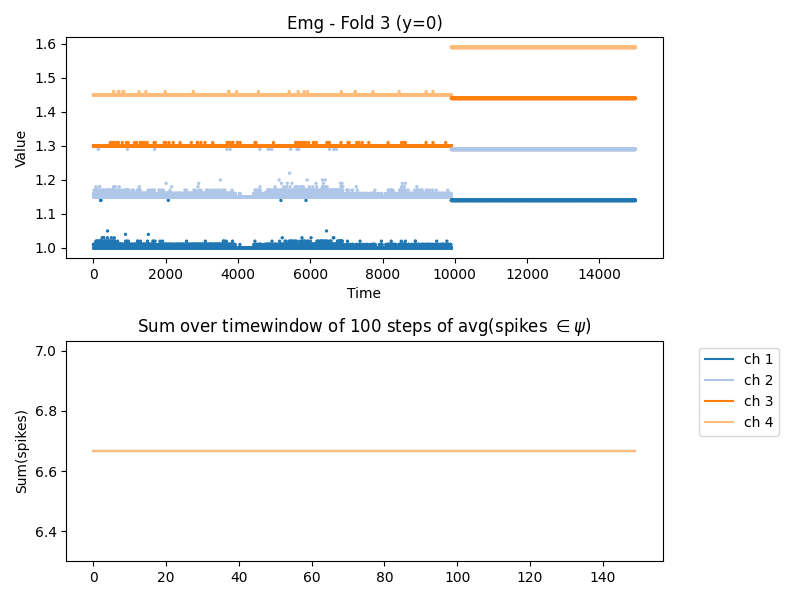 Emg - Fold 3 (y=0)
Value
1.6
1.5
1.4
1.3
1.2
1.1
1.0
0 2000 4000 6000 8000 10000 12000 14000
Time
Sum over timewindow of 100 steps of avg(spikes ∈ ψ)
Sum(spikes)
7.0
6.8
6.6
6.4
0 20 40 60 80 100 120 140
ch 1
ch 2
ch 3
ch 4